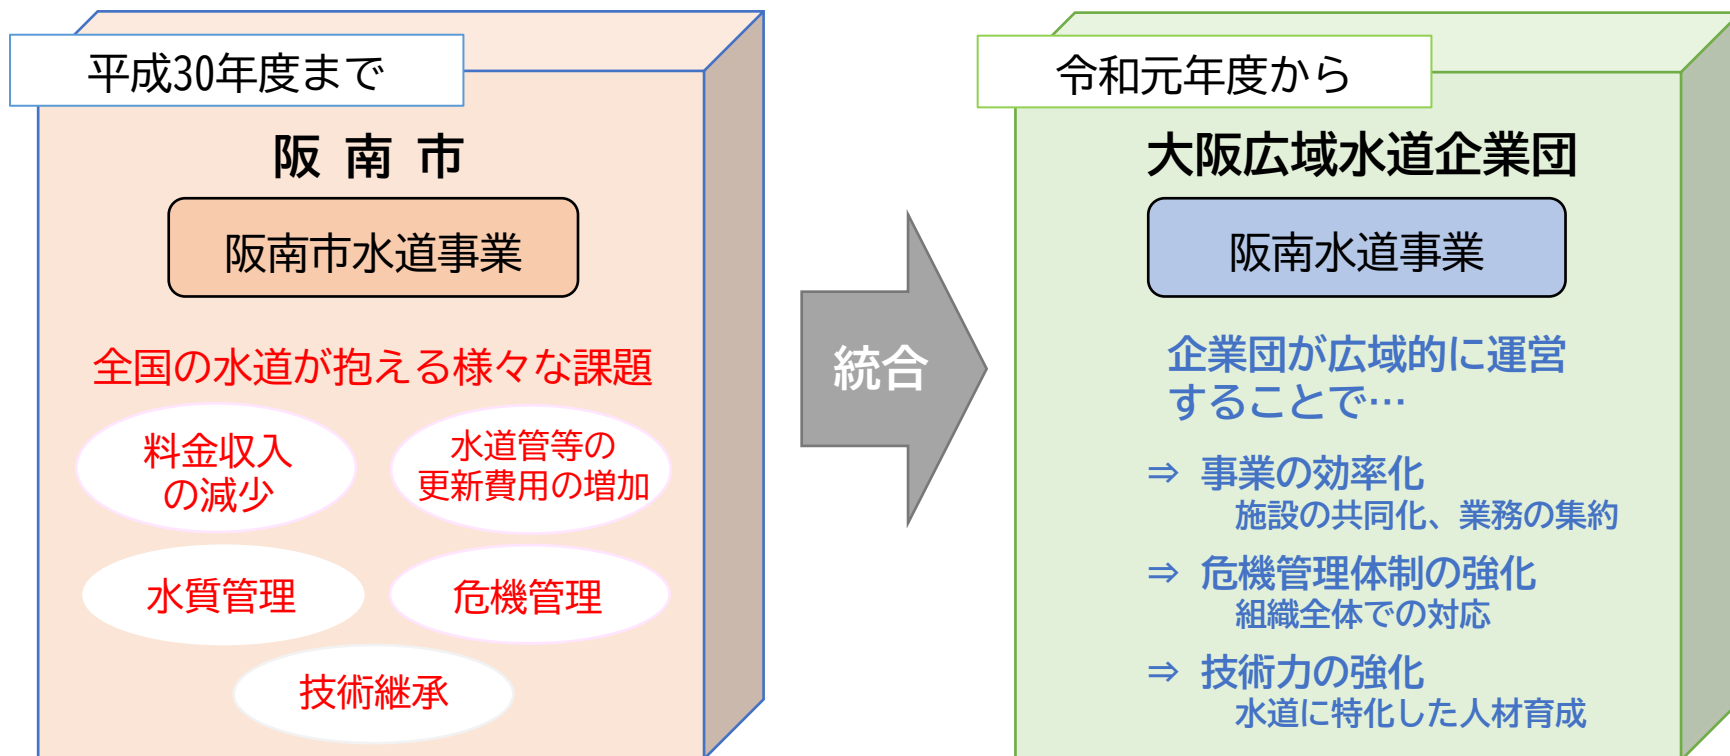 平成30年度まで
阪南市
阪南市水道事業
全国の水道が抱える様々な課題
料金収入
の減少
水道管等の
更新費用の増加
水質管理
危機管理
技術継承
統合
令和元年度から
大阪広域水道企業団
阪南水道事業
企業団が広域的に運営
することで…
⇒ 事業の効率化
施設の共同化、業務の集約
⇒ 危機管理体制の強化
組織全体での対応
⇒ 技術力の強化
水道に特化した人材育成